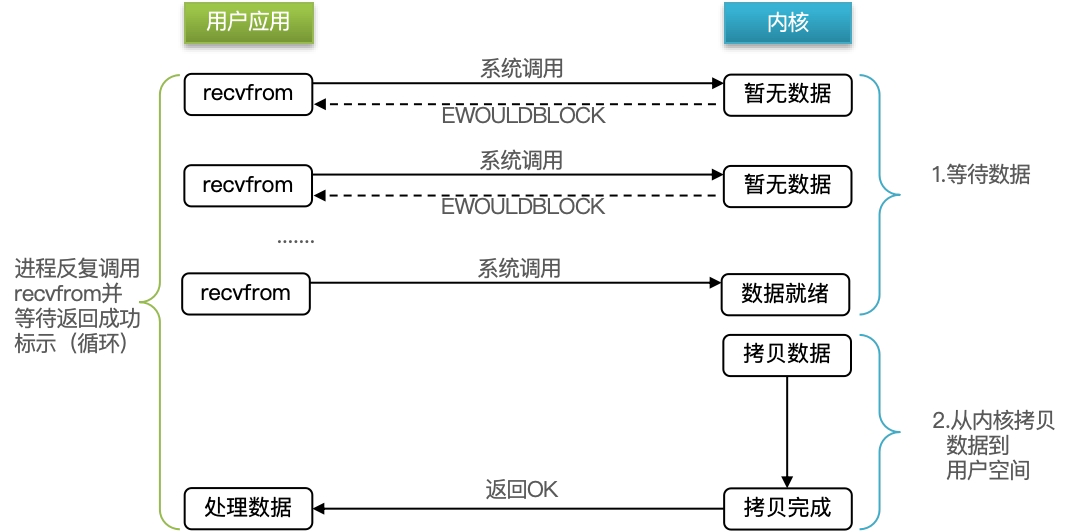 用户应用
内核
系统调用
recvfrom
暂无数据
EWOULDBLOCK
系统调用
recvfrom
暂无数据
EWOULDBLOCK
1.等待数据
.......
系统调用
recvfrom
数据就绪
进程反复调用
recvfrom并
等待返回成功
标示（循环）
拷贝数据
2.从内核拷贝
数据到
用户空间
返回OK
处理数据
拷贝完成